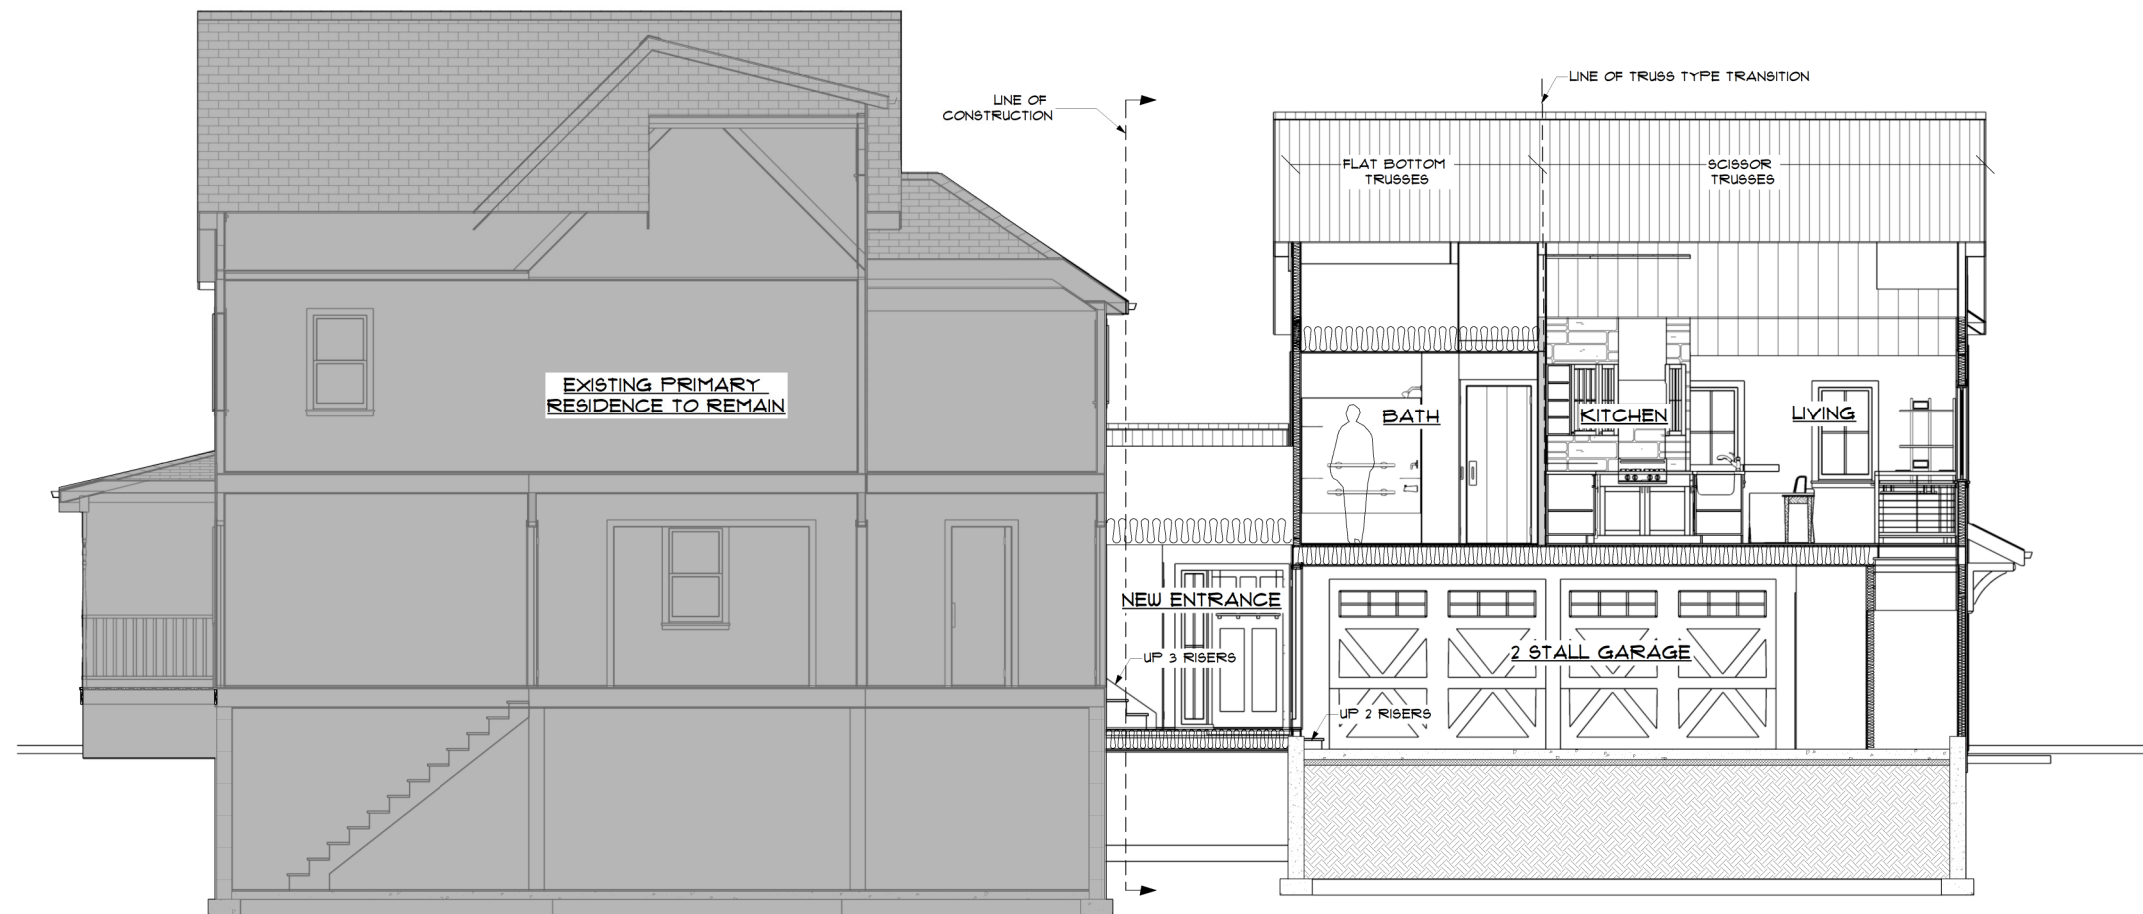 LINE OF TRUSS TYPE TRANSITION
LINE OF
CONSTRUCTION
FLAT BOTTOM
TRUSSES
SCISSOR
TRUSSES
EXISTING PRIMARY
RESIDENCE TO REMAIN
BATH
KITCHEN
LIVING
NEW ENTRANCE
UP 3 RISERS
2 STALL GARAGE
UP 2 RISERS